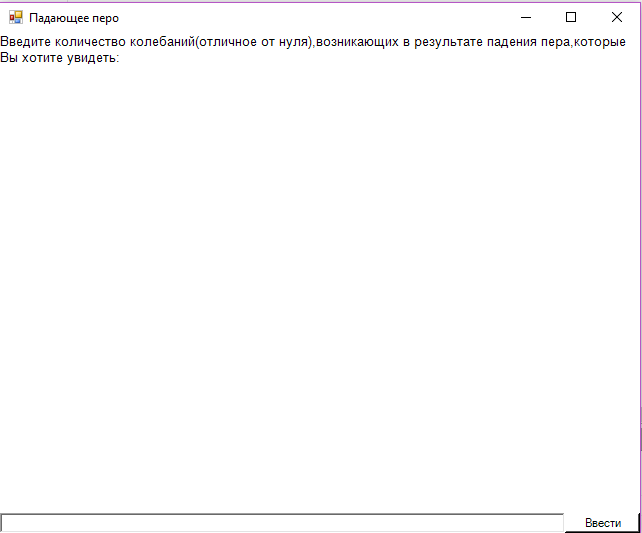 Падающее перо
Введите количество колебаний(отличное от нуля),возникающих в результате падения пера,которые
Вы хотите увидеть:
Ввести